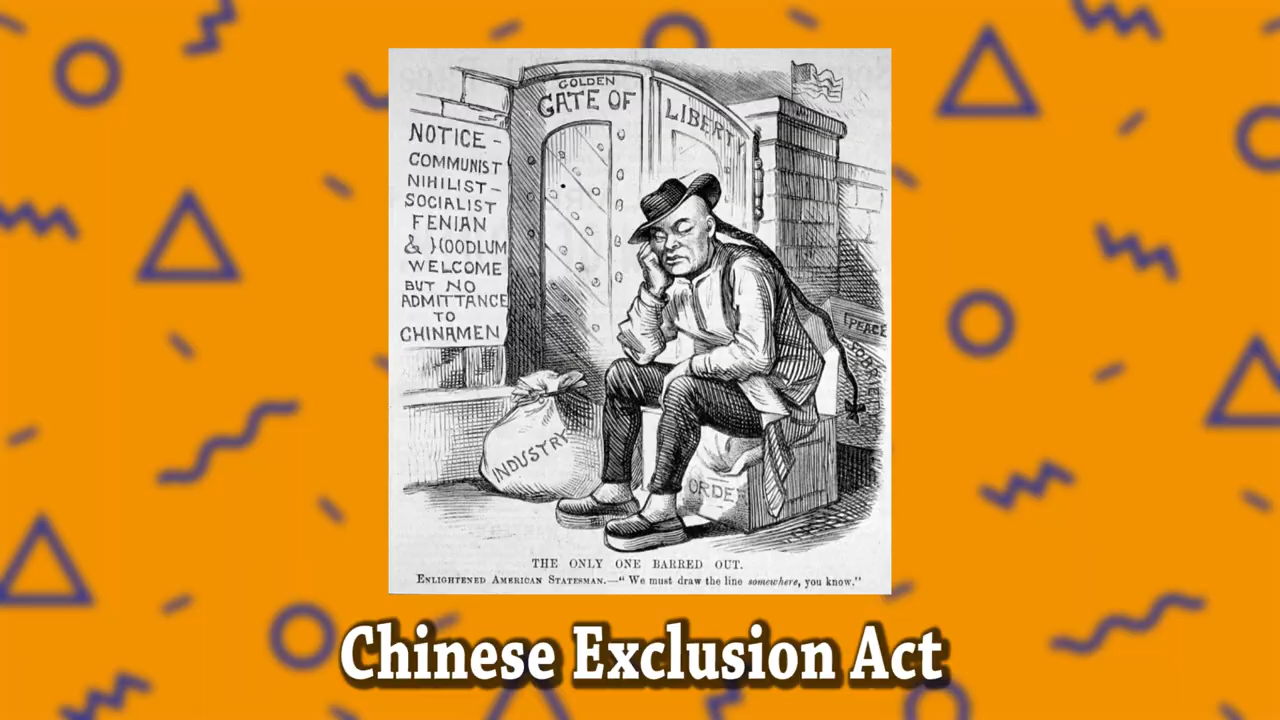 GOLDEN
GATE OF
LIBERTY
NOTICE -
COMMUNIST
NIHILIST -
SOCIALIST
FENIAN
& HOODLUM
WELCOME
BUT NO
ADMITTANCE
TO
CHINAMEN
PEACE
SOBRIETY
INDUSTRY
ORDER
THE ONLY ONE BARRED OUT.
ENLIGHTENED AMERICAN STATESMAN.—“We must draw the line somewhere, you know.”
Chinese Exclusion Act